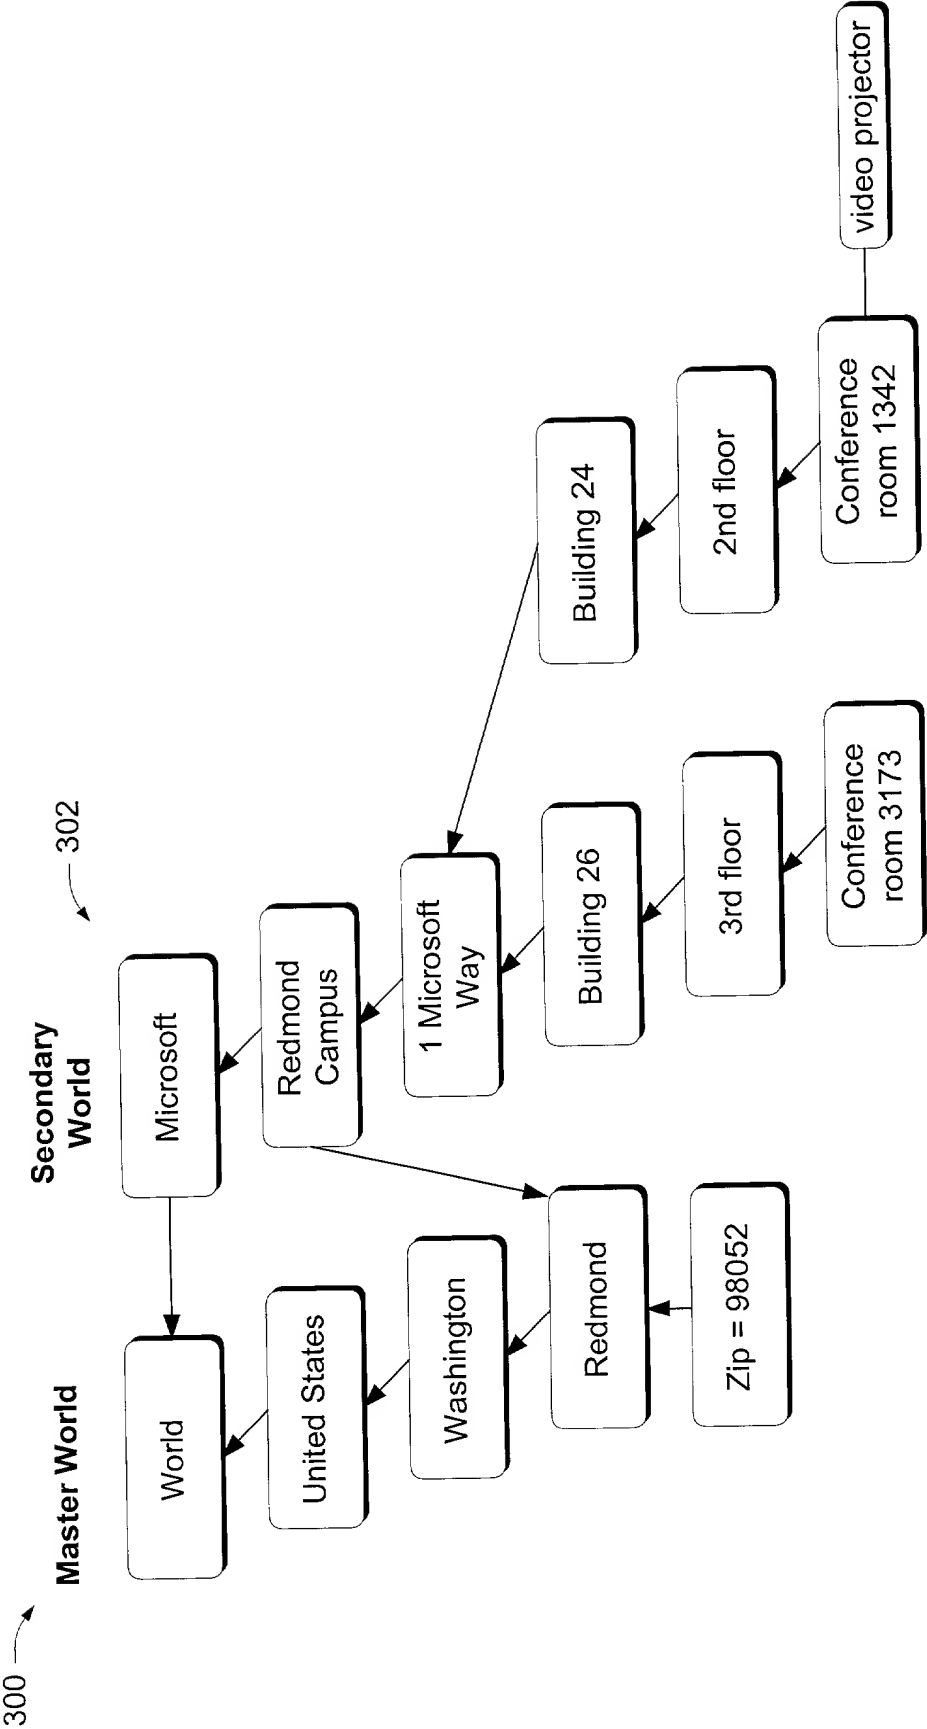 300
Master World
World
United States
Washington
Redmond
Zip = 98052
302
Secondary
World
Microsoft
Redmond
Campus
1 Microsoft
Way
Building 26
3rd floor
Conference
room 3173
Building 24
2nd floor
Conference
room 1342
video projector